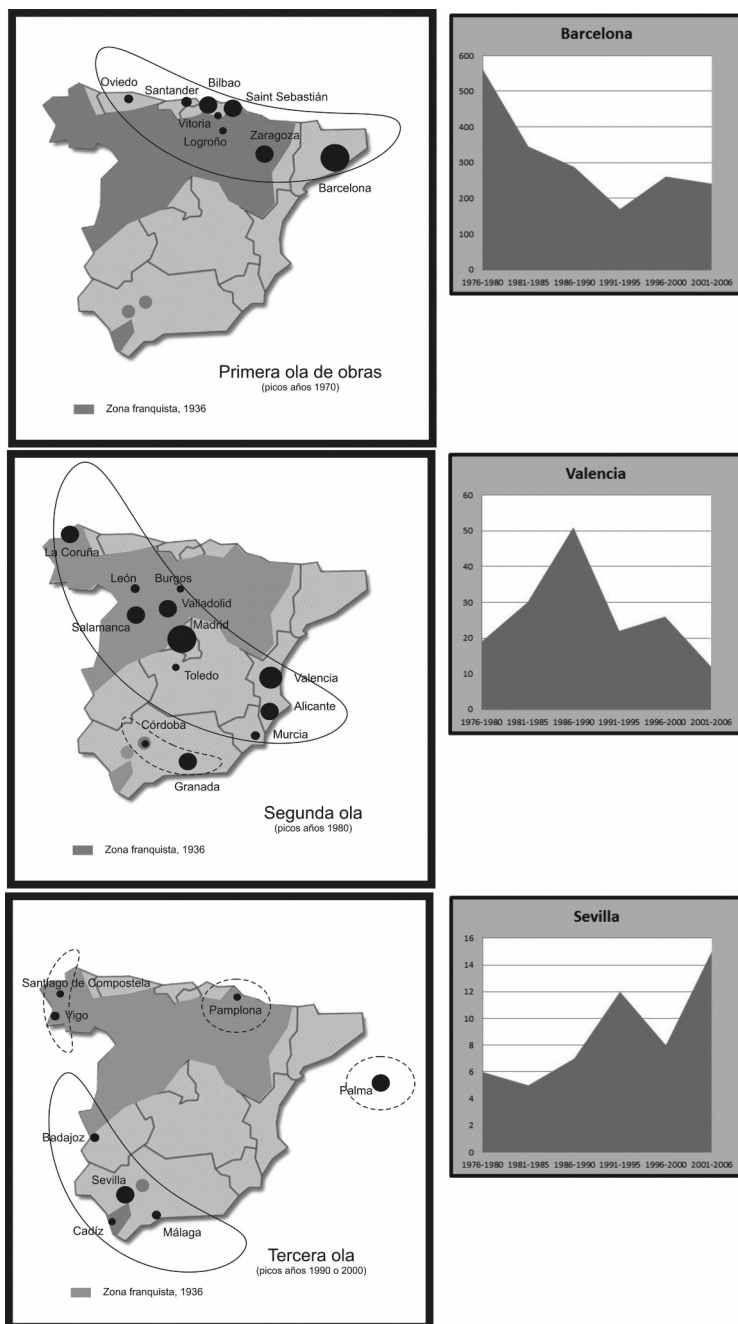 Oviedo
Santander
Bilbao
Saint Sebastián
Vitoria
Logroño
Zaragoza
Barcelona
Primera ola de obras
(picos años 1970)
Zona franquista, 1936
Barcelona
600
500
400
300
200
100
0
1976-1980 1981-1985 1986-1990 1991-1995 1996-2000 2001-2006
La Coruña
León
Burgos
Valladolid
Salamanca
Madrid
Toledo
Valencia
Alicante
Córdoba
Murcia
Granada
Segunda ola
(picos años 1980)
Zona franquista, 1936
Valencia
60
50
40
30
20
10
0
1976-1980 1981-1985 1986-1990 1991-1995 1996-2000 2001-2006
Santiago de Compostela
Vigo
Pamplona
Palma
Badajoz
Sevilla
Cadíz
Málaga
Tercera ola
(picos años 1990 o 2000)
Zona franquista, 1936
Sevilla
16
14
12
10
8
6
4
2
0
1976-1980 1981-1985 1986-1990 1991-1995 1996-2000 2001-2006